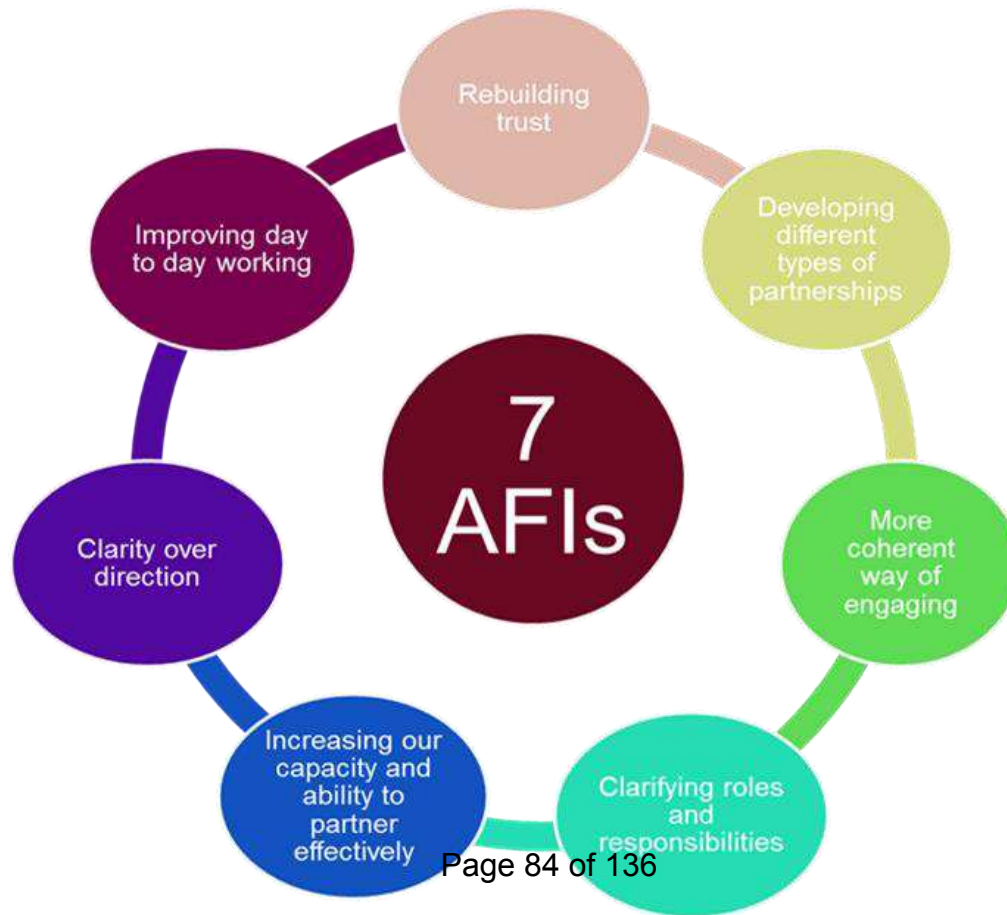 Rebuilding
trust
Developing
different
types of
partnerships
More
coherent
way of
engaging
Clarifying roles
and
responsibilities
Increasing our
capacity and
ability to
partner
effectively
Clarity over
direction
Improving day
to day working
7
AFIs
Page 84 of 136